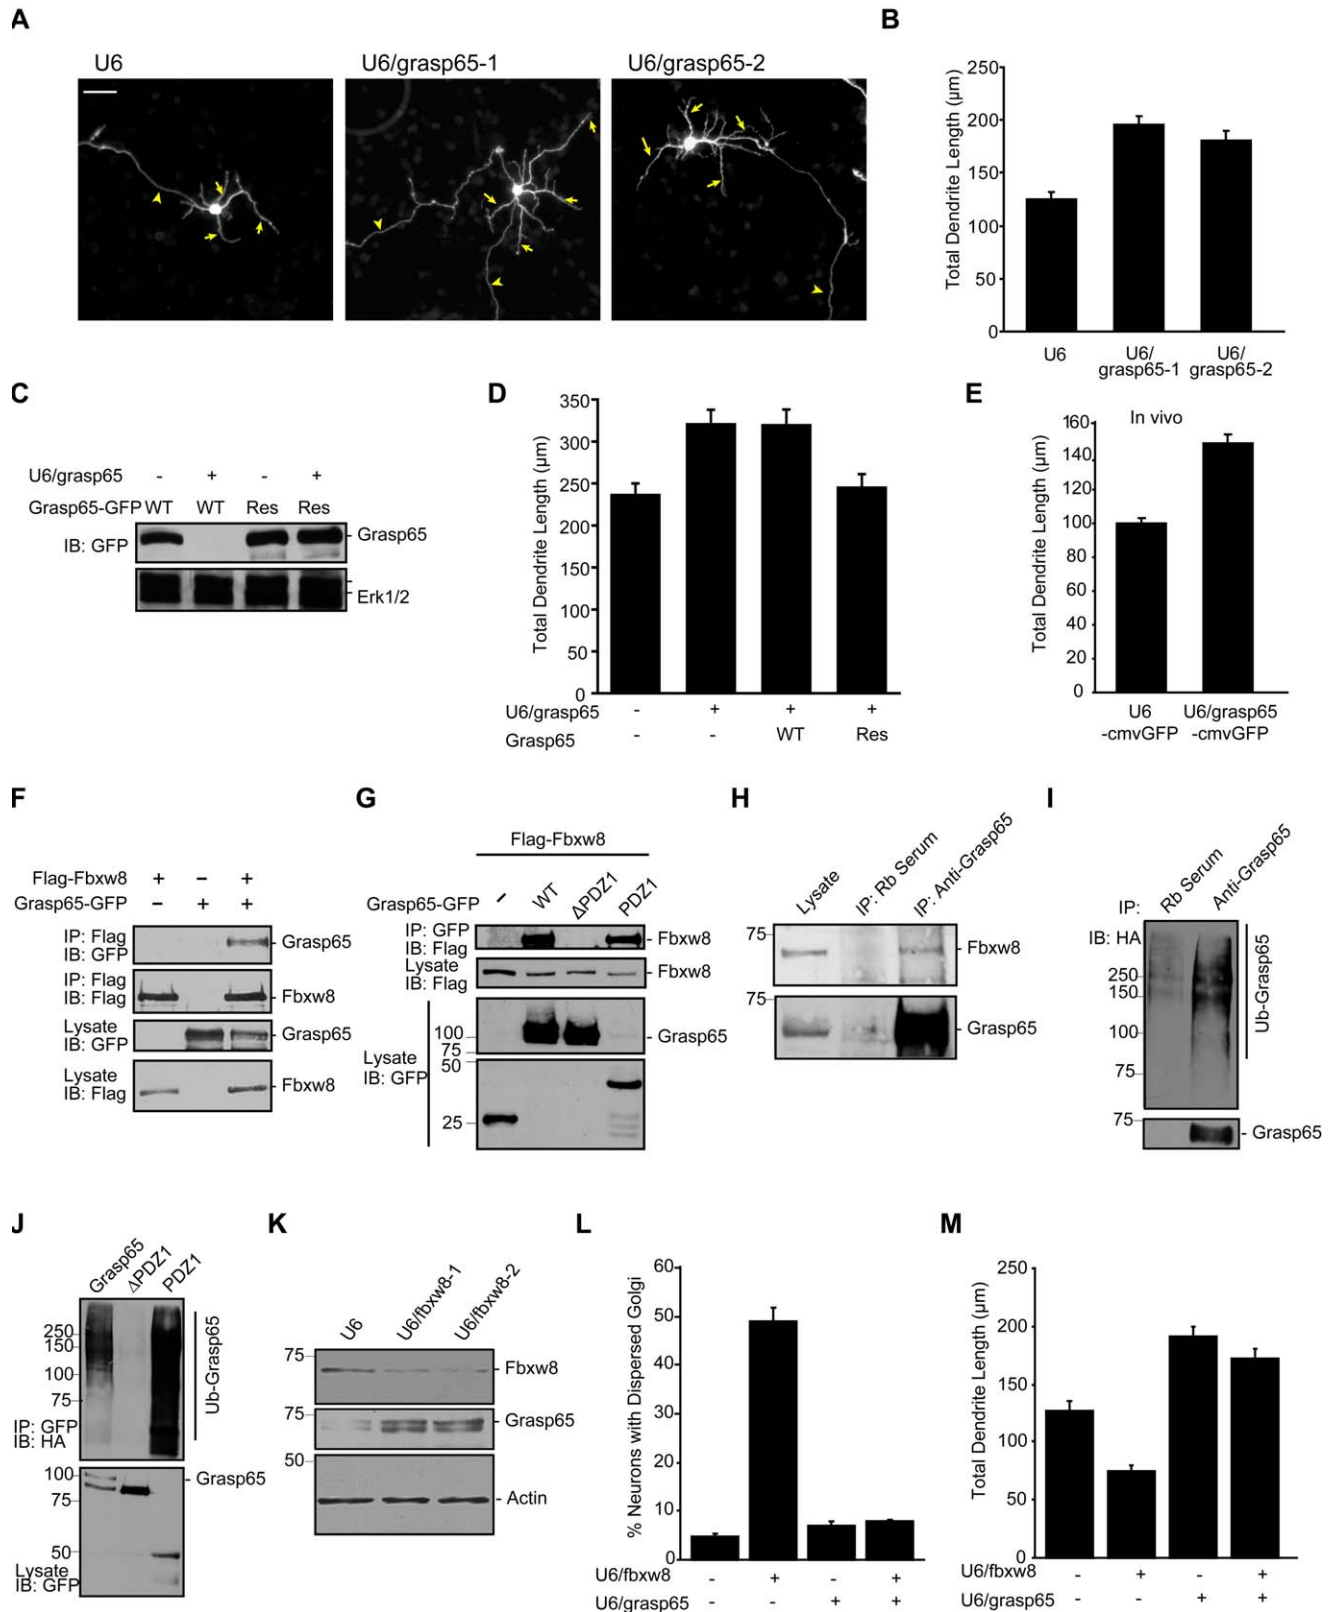 A
U6
U6/grasp65-1
U6/grasp65-2
B
Total Dendrite Length (µm)
250
200
150
100
50
0
U6
U6/
grasp65-1
U6/
grasp65-2
C
U6/grasp65 - + - +
Grasp65-GFP WT WT Res Res
IB: GFP
Grasp65
Erk1/2
D
Total Dendrite Length (µm)
350
300
250
200
150
100
50
0
U6/grasp65 - + + +
Grasp65 - - WT Res
E
In vivo
Total Dendrite Length (µm)
160
140
120
100
80
60
40
20
0
U6
-cmvGFP
U6/grasp65
-cmvGFP
F
Flag-Fbxw8 + - +
Grasp65-GFP - + +
IP: Flag
IB: GFP
Grasp65
IP: Flag
IB: Flag
Fbxw8
Lysate
IB: GFP
Grasp65
Lysate
IB: Flag
Fbxw8
G
Flag-Fbxw8
Grasp65-GFP - WT ΔPDZ1 PDZ1
IP: GFP
IB: Flag
Fbxw8
Lysate
IB: Flag
Fbxw8
100
75
50
25
Grasp65
Lysate
IB: GFP
H
Lysate
IP: Rb Serum
IP: Anti-Grasp65
75
Fbxw8
75
Grasp65
I
IP: Rb Serum Anti-Grasp65
IB: HA
250
150
100
75
Ub-Grasp65
75
Grasp65
J
Grasp65
ΔPDZ1
PDZ1
250
150
100
75
IP: GFP
IB: HA
Ub-Grasp65
100
75
50
Grasp65
Lysate
IB: GFP
K
U6
U6/fbxw8-1
U6/fbxw8-2
75
Fbxw8
75
Grasp65
50
Actin
L
% Neurons with Dispersed Golgi
60
50
40
30
20
10
0
U6/fbxw8 - + - +
U6/grasp65 - - + +
M
Total Dendrite Length (µm)
250
200
150
100
50
0
U6/fbxw8 - + - +
U6/grasp65 - - + +